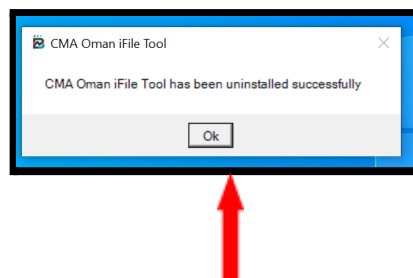 CMA Oman iFile Tool
CMA Oman iFile Tool has been uninstalled successfully
Ok